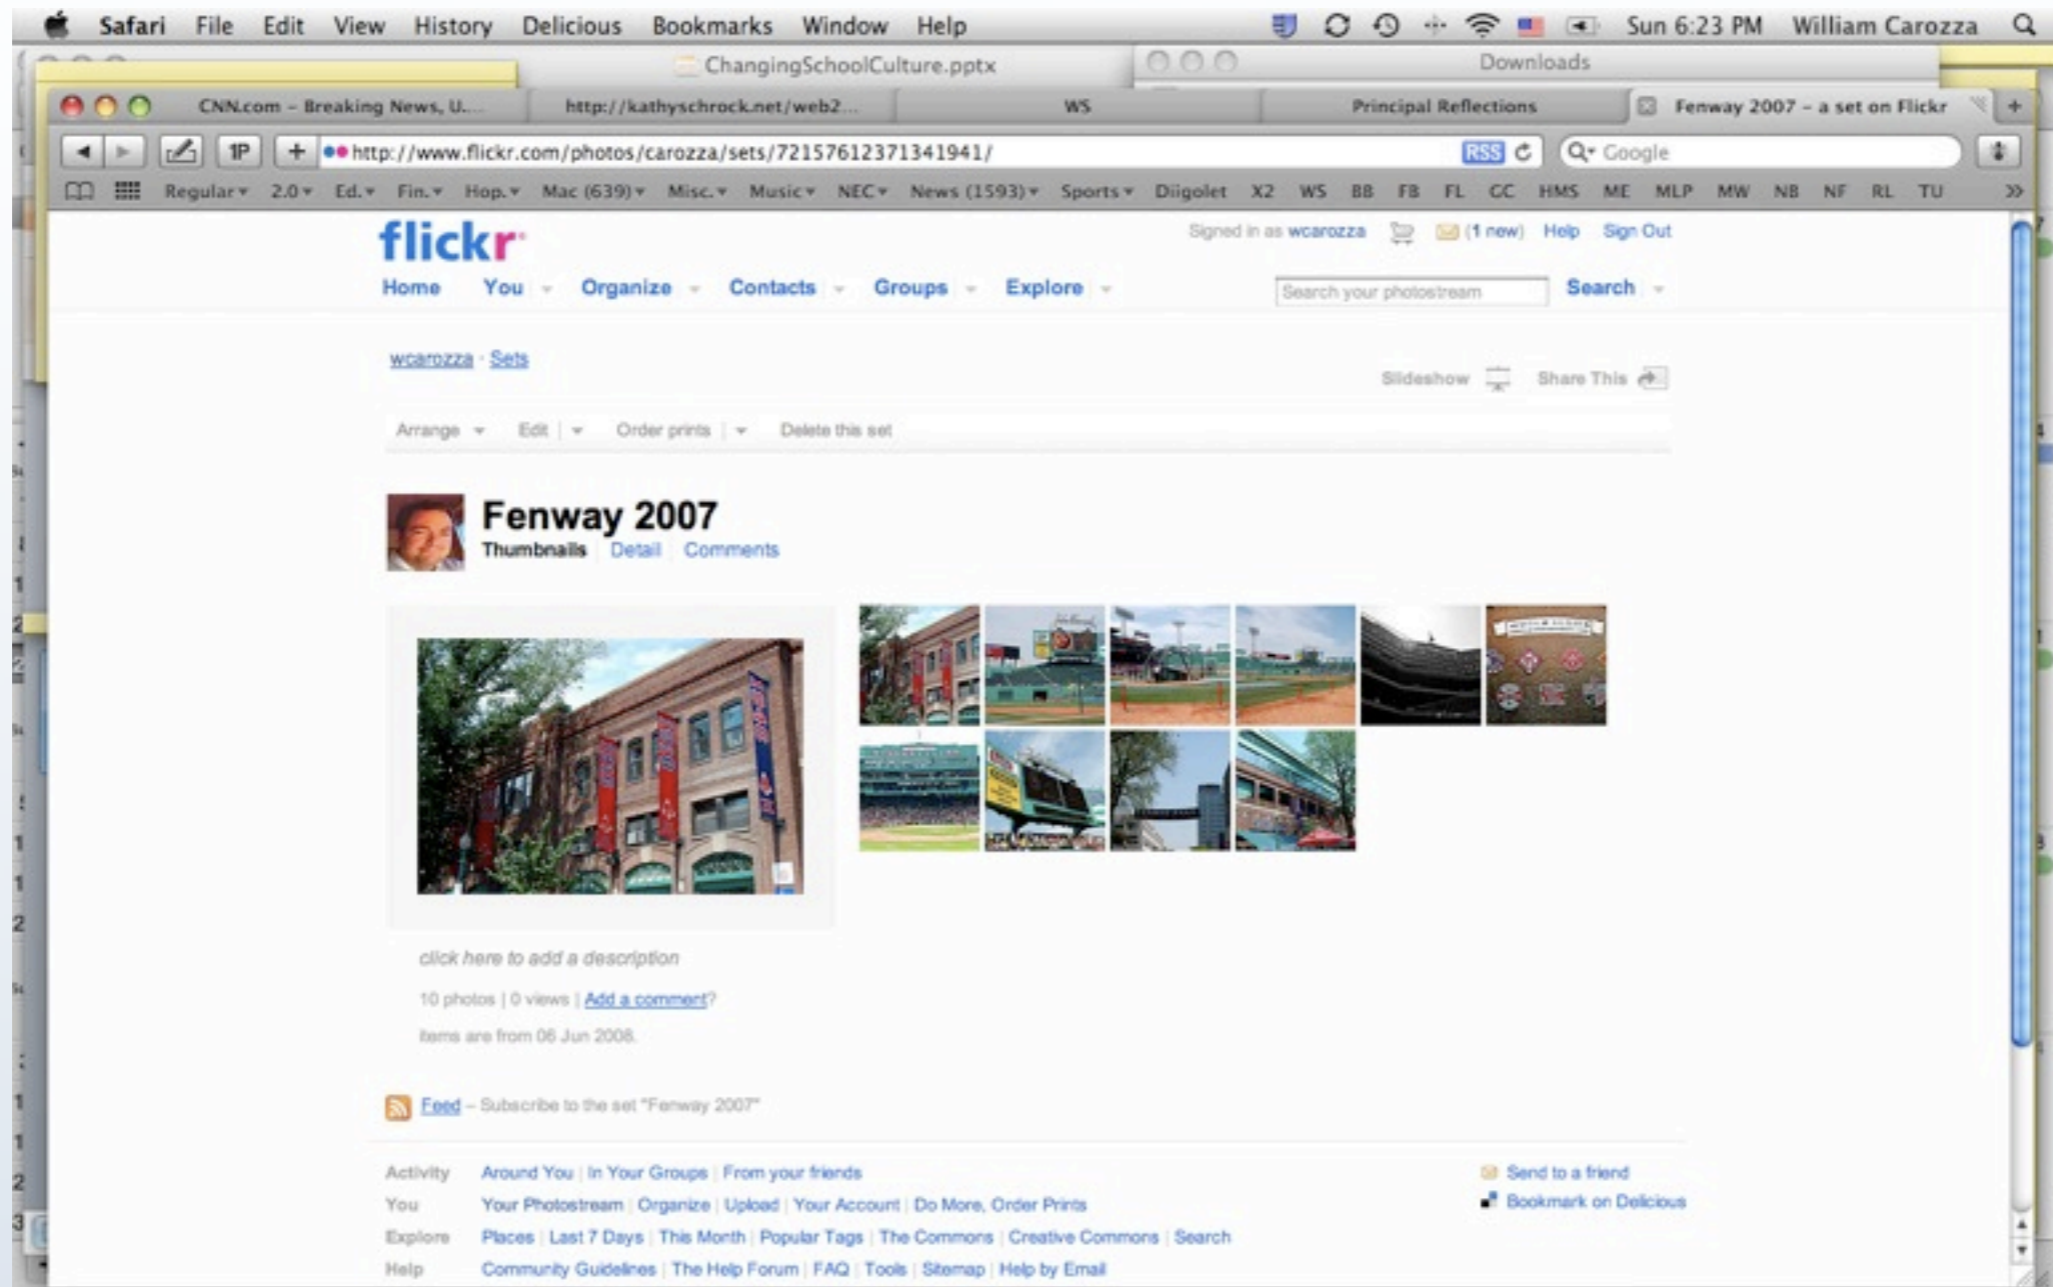 Safari File Edit View History Delicious Bookmarks Window Help Sun 6:23 PM William Carozza
ChangingSchoolCulture.pptx Downloads
CNN.com – Breaking News, U.... http://kathyschrock.net/web2... WS Principal Reflections Fenway 2007 – a set on Flickr
1P + http://www.flickr.com/photos/carozza/sets/72157612371341941/ RSS Google
Regular 2.0 Ed. Fin. Hop. Mac (639) Misc. Music NEC News (1593) Sports Diigolet X2 WS BB FB FL GC HMS ME MLP MW NB NF RL TU >>
flickr Signed in as wcarozza (1 new) Help Sign Out
Home You Organize Contacts Groups Explore Search your photostream Search
wcarozza · Sets
Slideshow Share This
Arrange Edit Order prints Delete this set
Fenway 2007
Thumbnails Detail Comments
click here to add a description
10 photos | 0 views | Add a comment?
items are from 06 Jun 2008.
Feed – Subscribe to the set "Fenway 2007"
Activity Around You | In Your Groups | From your friends Send to a friend
You Your Photostream | Organize | Upload | Your Account | Do More, Order Prints Bookmark on Delicious
Explore Places | Last 7 Days | This Month | Popular Tags | The Commons | Creative Commons | Search
Help Community Guidelines | The Help Forum | FAQ | Tools | Sitemap | Help by Email